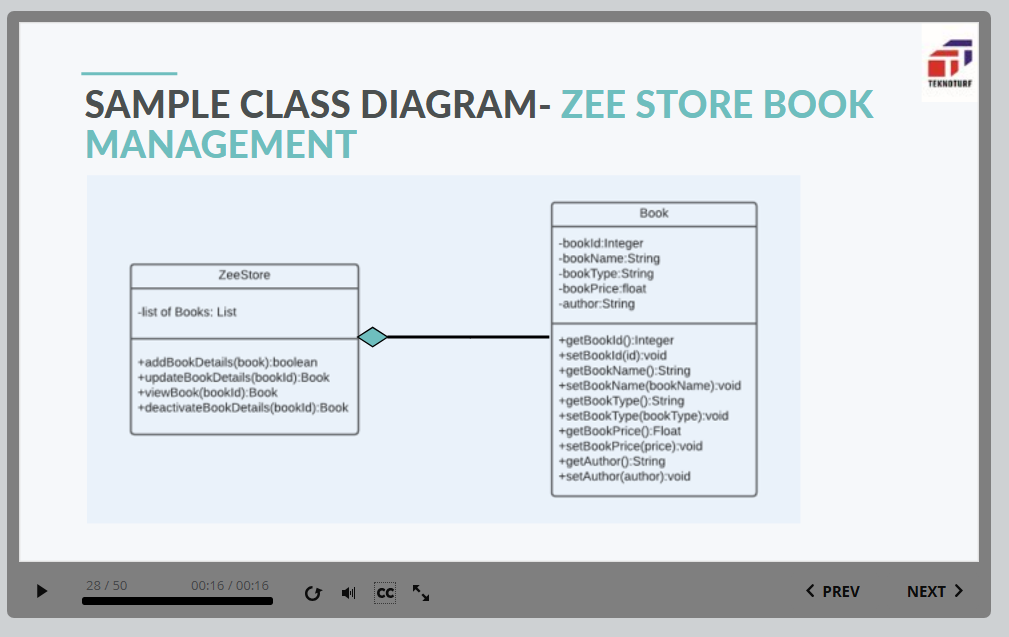 TEKNOTURF
SAMPLE CLASS DIAGRAM- ZEE STORE BOOK
MANAGEMENT
ZeeStore
-list of Books: List
+addBookDetails(book):boolean
+updateBookDetails(bookId):Book
+viewBook(bookId):Book
+deactivateBookDetails(bookId):Book
Book
-bookId:Integer
-bookName:String
-bookType:String
-bookPrice:float
-author:String
+getBookId():Integer
+setBookId(id):void
+getBookName():String
+setBookName(bookName):void
+getBookType():String
+setBookType(bookType):void
+getBookPrice():Float
+setBookPrice(price):void
+getAuthor():String
+setAuthor(author):void
28 / 50
00:16 / 00:16
CC
PREV
NEXT